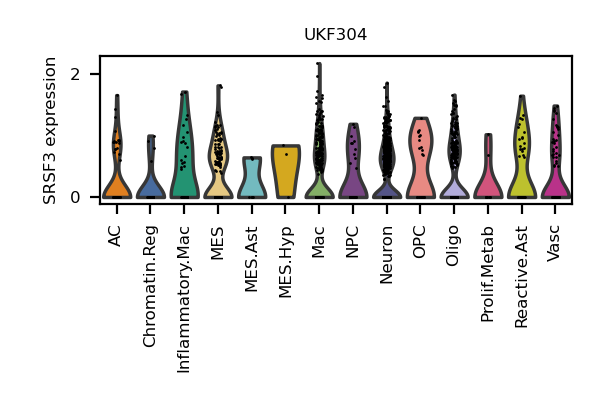 UKF304
SRSF3 expression
2
0
AC
Chromatin.Reg
Inflammatory.Mac
MES
MES.Ast
MES.Hyp
Mac
NPC
Neuron
OPC
Oligo
Prolif.Metab
Reactive.Ast
Vasc